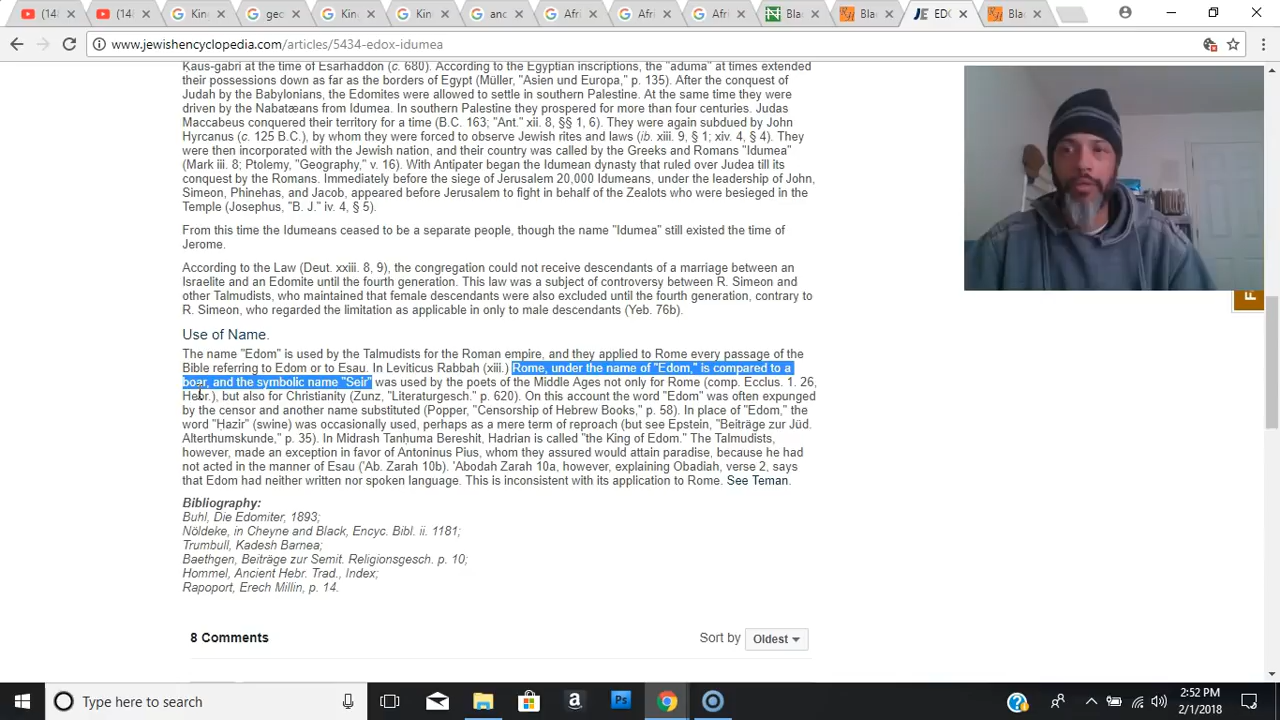 (148
(148
Kin
geo
Kin
Kin
and
Afri
Afri
Afri
Bla
Bla
EDO
Bla
www.jewishencyclopedia.com/articles/5434-edox-idumea
Kaus-gabri at the time of Esarhaddon (c. 680). According to the Egyptian inscriptions, the "aduma" at times extended
their possessions down as far as the borders of Egypt (Müller, "Asien und Europa," p. 135). After the conquest of
Judah by the Babylonians, the Edomites were allowed to settle in southern Palestine. At the same time they were
driven by the Nabatæans from Idumea. In southern Palestine they prospered for more than four centuries. Judas
Maccabeus conquered their territory for a time (B.C. 163; "Ant." xii. 8, §§ 1, 6). They were again subdued by John
Hyrcanus (c. 125 B.C.), by whom they were forced to observe Jewish rites and laws (ib. xiii. 9, § 1; xiv. 4, § 4). They
were then incorporated with the Jewish nation, and their country was called by the Greeks and Romans "Idumea"
(Mark iii. 8; Ptolemy, "Geography," v. 16). With Antipater began the Idumean dynasty that ruled over Judea till its
conquest by the Romans. Immediately before the siege of Jerusalem 20,000 Idumeans, under the leadership of John,
Simeon, Phinehas, and Jacob, appeared before Jerusalem to fight in behalf of the Zealots who were besieged in the
Temple (Josephus, "B. J." iv. 4, § 5).
From this time the Idumeans ceased to be a separate people, though the name "Idumea" still existed the time of
Jerome.
According to the Law (Deut. xxiii. 8, 9), the congregation could not receive descendants of a marriage between an
Israelite and an Edomite until the fourth generation. This law was a subject of controversy between R. Simeon and
other Talmudists, who maintained that female descendants were also excluded until the fourth generation, contrary to
R. Simeon, who regarded the limitation as applicable in only to male descendants (Yeb. 76b).
Use of Name.
The name "Edom" is used by the Talmudists for the Roman empire, and they applied to Rome every passage of the
Bible referring to Edom or to Esau. In Leviticus Rabbah (xiii.) Rome, under the name of "Edom," is compared to a
boar, and the symbolic name "Seir" was used by the poets of the Middle Ages not only for Rome (comp. Ecclus. 1. 26,
Hebr.), but also for Christianity (Zunz, "Literaturgesch." p. 620). On this account the word "Edom" was often expunged
by the censor and another name substituted (Popper, "Censorship of Hebrew Books," p. 58). In place of "Edom," the
word "Ḥazir" (swine) was occasionally used, perhaps as a mere term of reproach (but see Epstein, "Beiträge zur Jüd.
Alterthumskunde," p. 35). In Midrash Tanḥuma Bereshit, Hadrian is called "the King of Edom." The Talmudists,
however, made an exception in favor of Antoninus Pius, whom they assured would attain paradise, because he had
not acted in the manner of Esau ('Ab. Zarah 10b). 'Abodah Zarah 10a, however, explaining Obadiah, verse 2, says
that Edom had neither written nor spoken language. This is inconsistent with its application to Rome. See Teman.
Bibliography:
Buhl, Die Edomiter, 1893;
Nöldeke, in Cheyne and Black, Encyc. Bibl. ii. 1181;
Trumbull, Kadesh Barnea;
Baethgen, Beiträge zur Semit. Religionsgesch. p. 10;
Hommel, Ancient Hebr. Trad., Index;
Rapoport, Erech Millin, p. 14.
8 Comments
Sort by Oldest
Type here to search
2:52 PM
2/1/2018